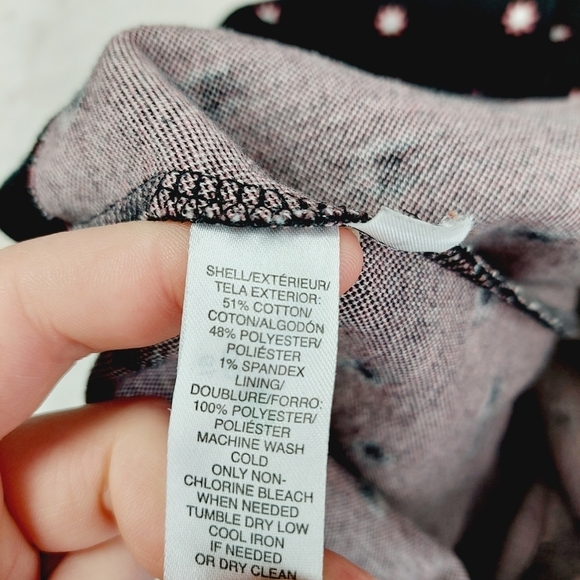 SHELL/EXTÉRIEUR/
TELA EXTERIOR:
51% COTTON/
COTON/ALGODÓN
48% POLYESTER/
POLIÉSTER
1% SPANDEX
LINING/
DOUBLURE/FORRO:
100% POLYESTER/
POLIÉSTER
MACHINE WASH
COLD
ONLY NON-
CHLORINE BLEACH
WHEN NEEDED
TUMBLE DRY LOW
COOL IRON
IF NEEDED
OR DRY CLEAN